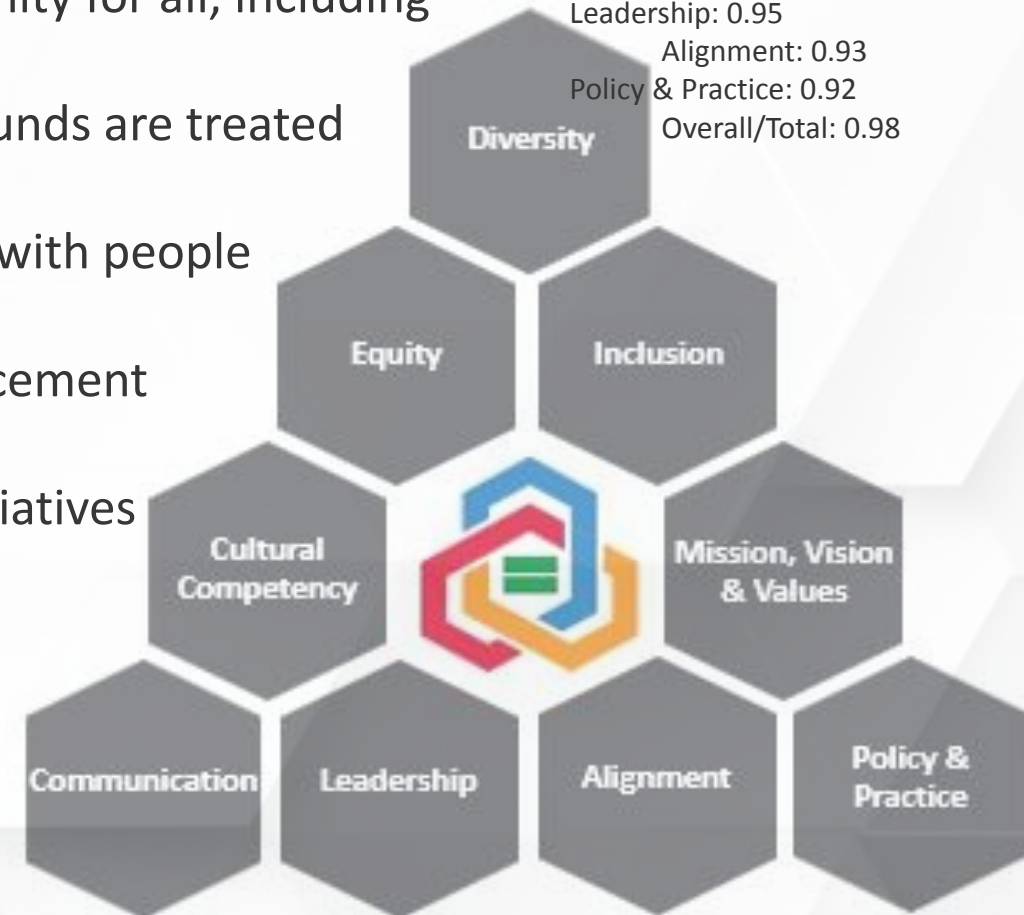 nity for all, including
unds are treated
with people
cement
iatives
Leadership: 0.95
Alignment: 0.93
Policy & Practice: 0.92
Overall/Total: 0.98
Diversity
Equity
Inclusion
Cultural
Competency
Mission, Vision
& Values
Communication
Leadership
Alignment
Policy &
Practice